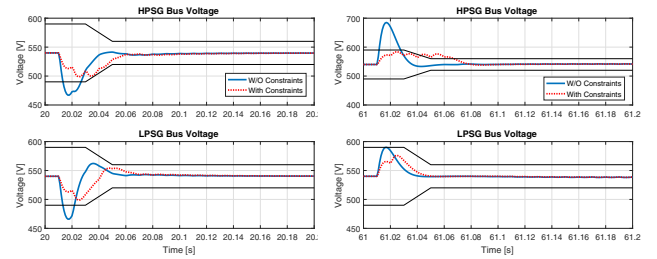 HPSG Bus Voltage
Voltage [V]
600
550
500
450
20 20.02 20.04 20.06 20.08 20.1 20.12 20.14 20.16 20.18 20.2
W/O Constraints
With Constraints
HPSG Bus Voltage
Voltage [V]
700
600
500
400
61 61.02 61.04 61.06 61.08 61.1 61.12 61.14 61.16 61.18 61.2
W/O Constraints
With Constraints
LPSG Bus Voltage
Voltage [V]
600
550
500
450
20 20.02 20.04 20.06 20.08 20.1 20.12 20.14 20.16 20.18 20.2
Time [s]
LPSG Bus Voltage
Voltage [V]
600
550
500
450
61 61.02 61.04 61.06 61.08 61.1 61.12 61.14 61.16 61.18 61.2
Time [s]